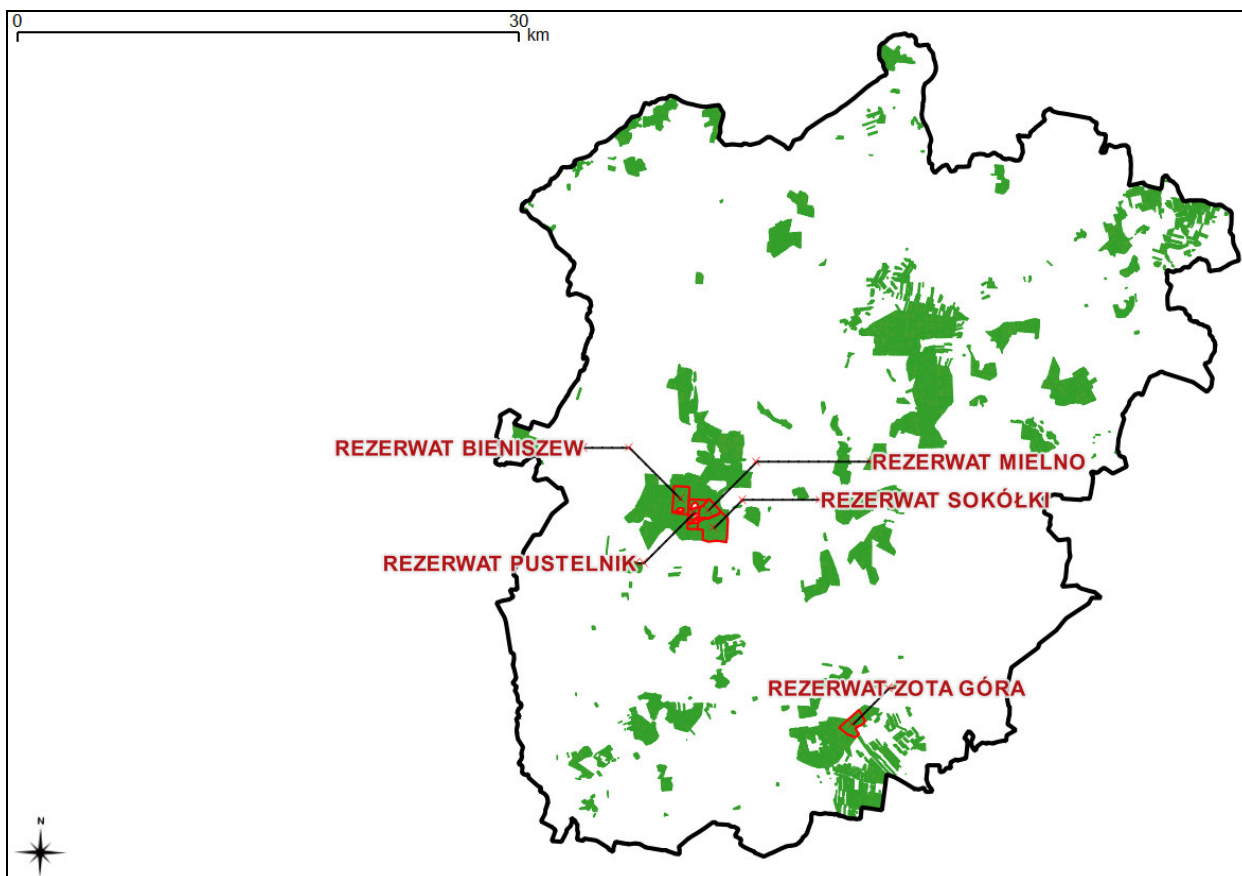 0
30
km
REZERWAT BIENISZEW
REZERWAT MIELNO
REZERWAT SOKÓŁKI
REZERWAT PUSTELNIK
REZERWAT ZOTA GÓRA
N